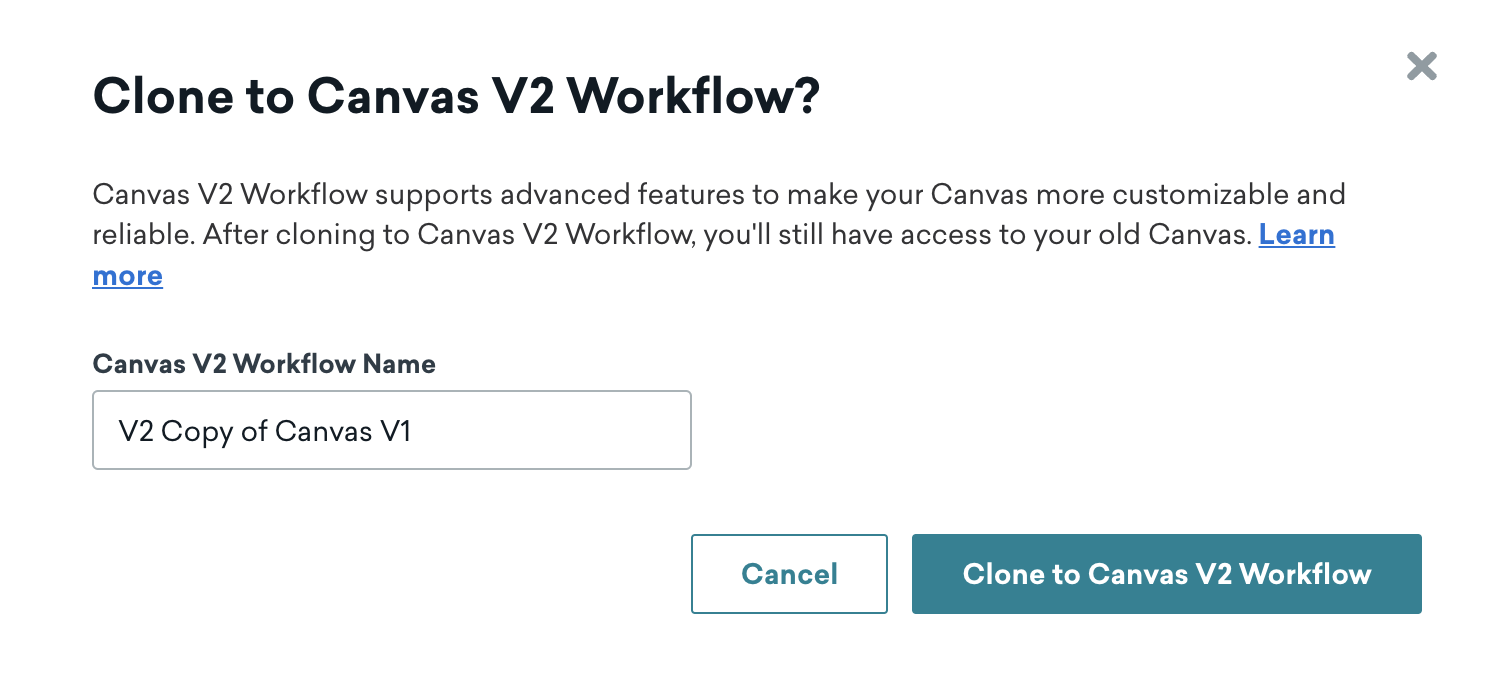 Clone to Canvas V2 Workflow?
Canvas V2 Workflow supports advanced features to make your Canvas more customizable and
reliable. After cloning to Canvas V2 Workflow, you'll still have access to your old Canvas. Learn
more
Canvas V2 Workflow Name
V2 Copy of Canvas V1
Cancel
Clone to Canvas V2 Workflow